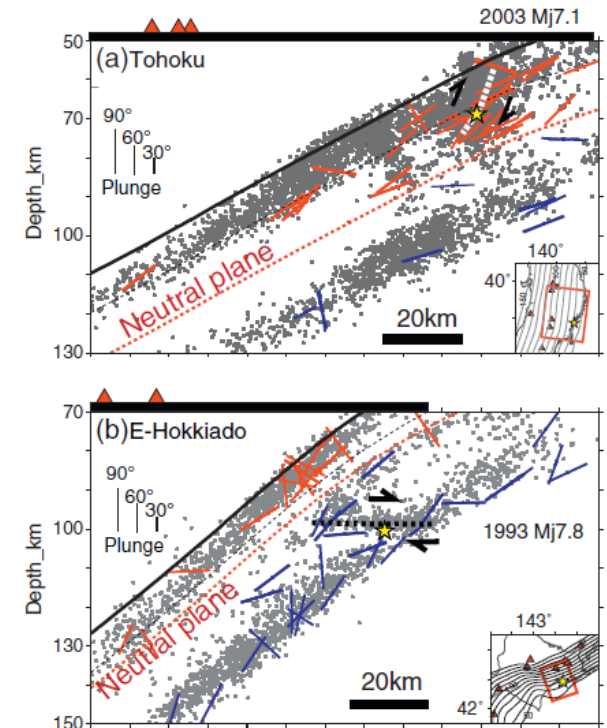 2003 Mj7.1
(a)Tohoku
50
70
100
130
Depth_km
90°
60°
30°
Plunge
Neutral plane
20km
140°
40°
(b)E-Hokkiado
70
100
130
150
Depth_km
90°
60°
30°
Plunge
1993 Mj7.8
Neutral plane
20km
143°
42°